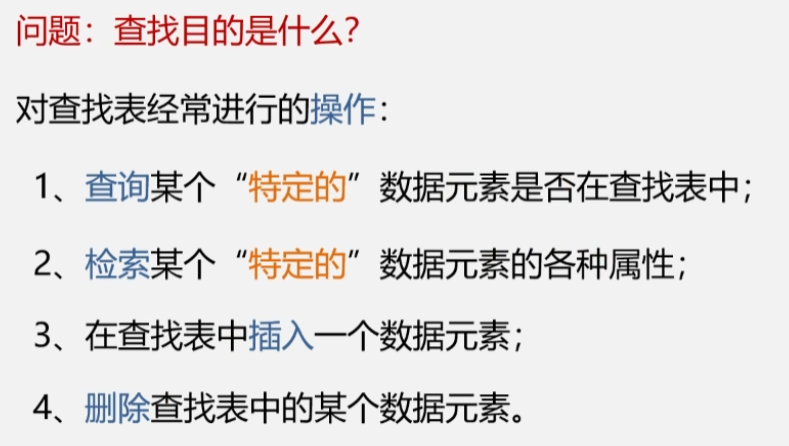 问题：查找目的是什么？
对查找表经常进行的操作：
1、查询某个“特定的”数据元素是否在查找表中；
2、检索某个“特定的”数据元素的各种属性；
3、在查找表中插入一个数据元素；
4、删除查找表中的某个数据元素。